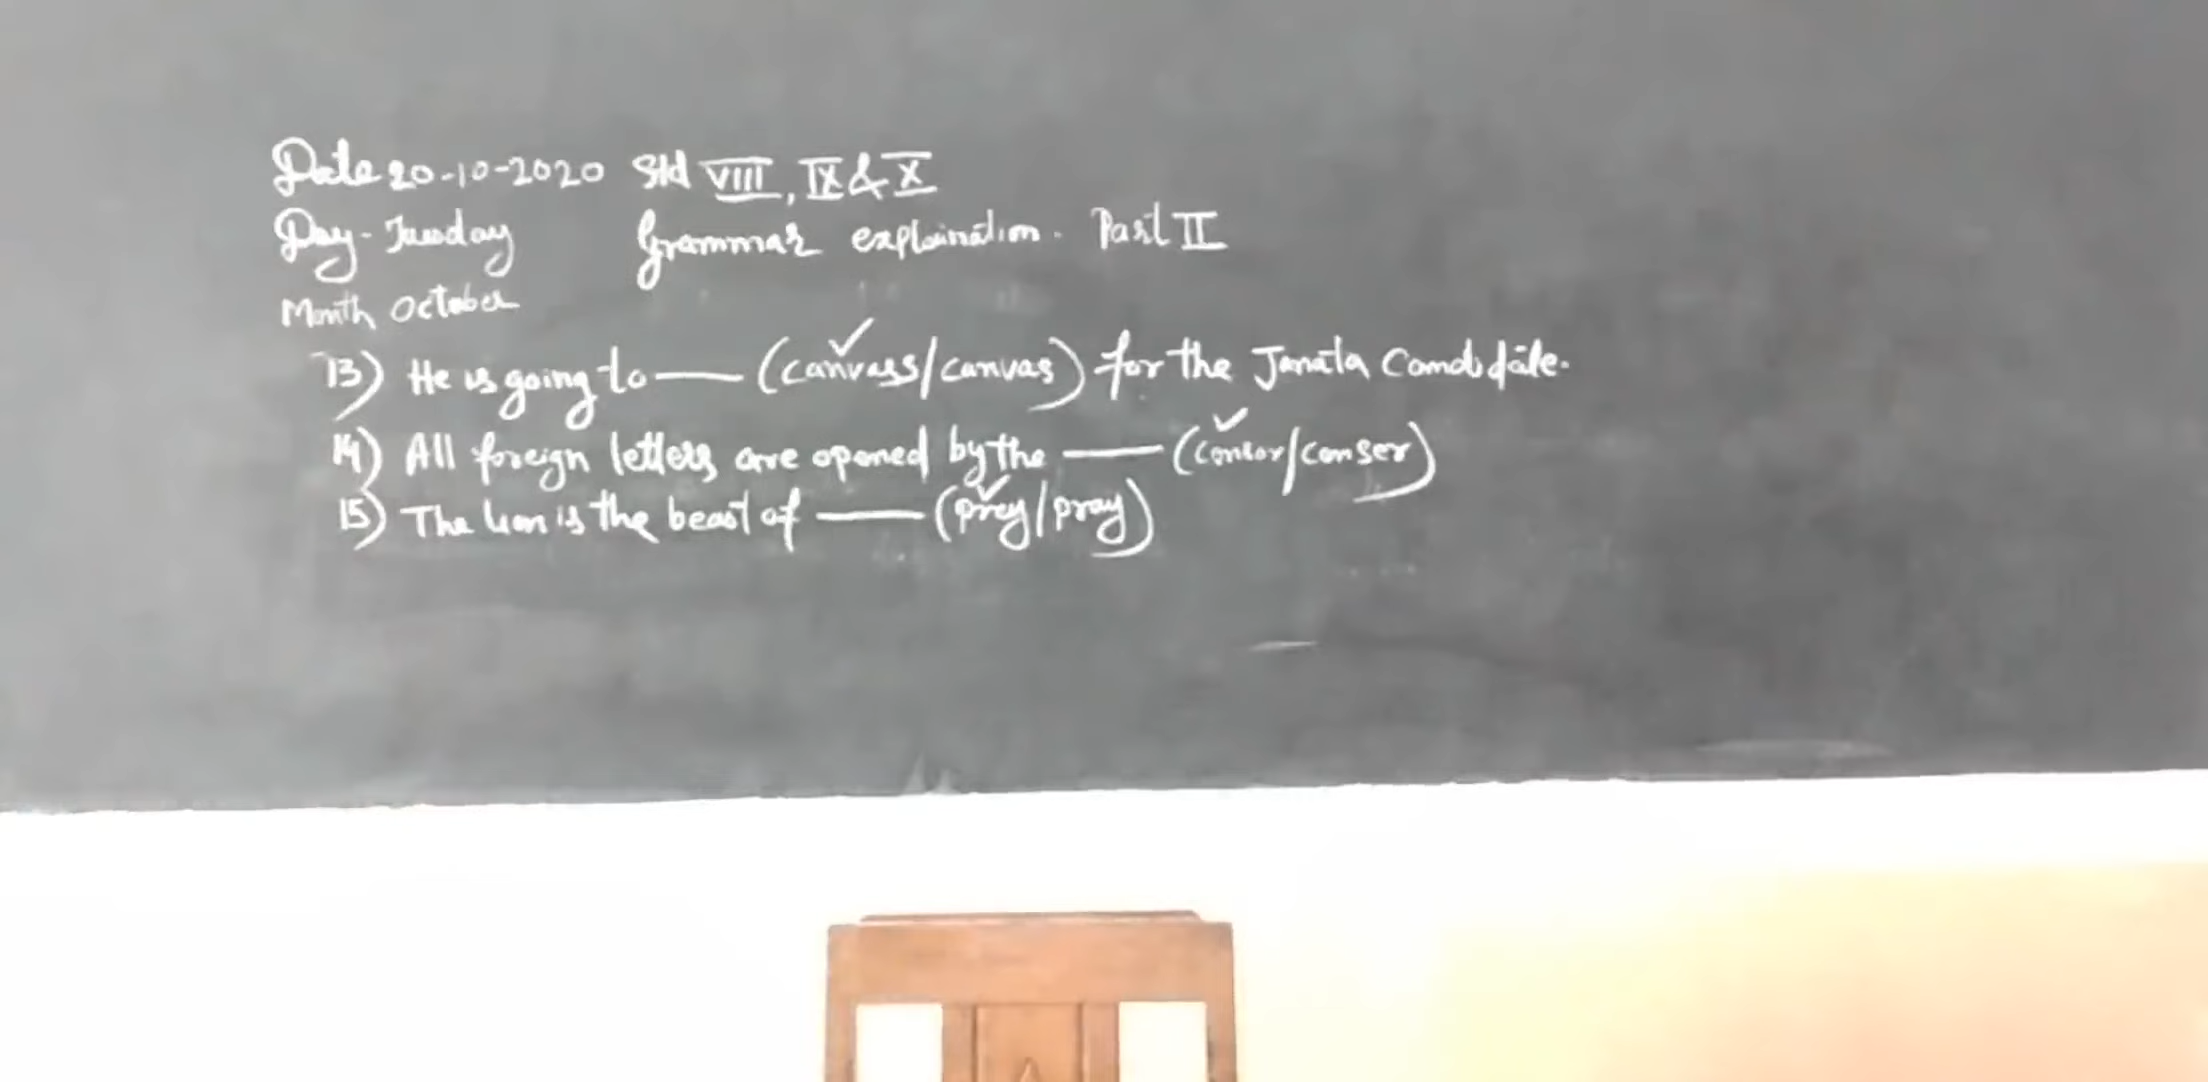 Date 20-10-2020 Std VIII, IX & X
Day - Tuesday Grammar explaination. Part II
Month October
13) He is going to — (canvass/canvas) for the Janata Candidate.
14) All foreign letters are opened by the — (censor/censer)
15) The lion is the beast of — (prey/pray)